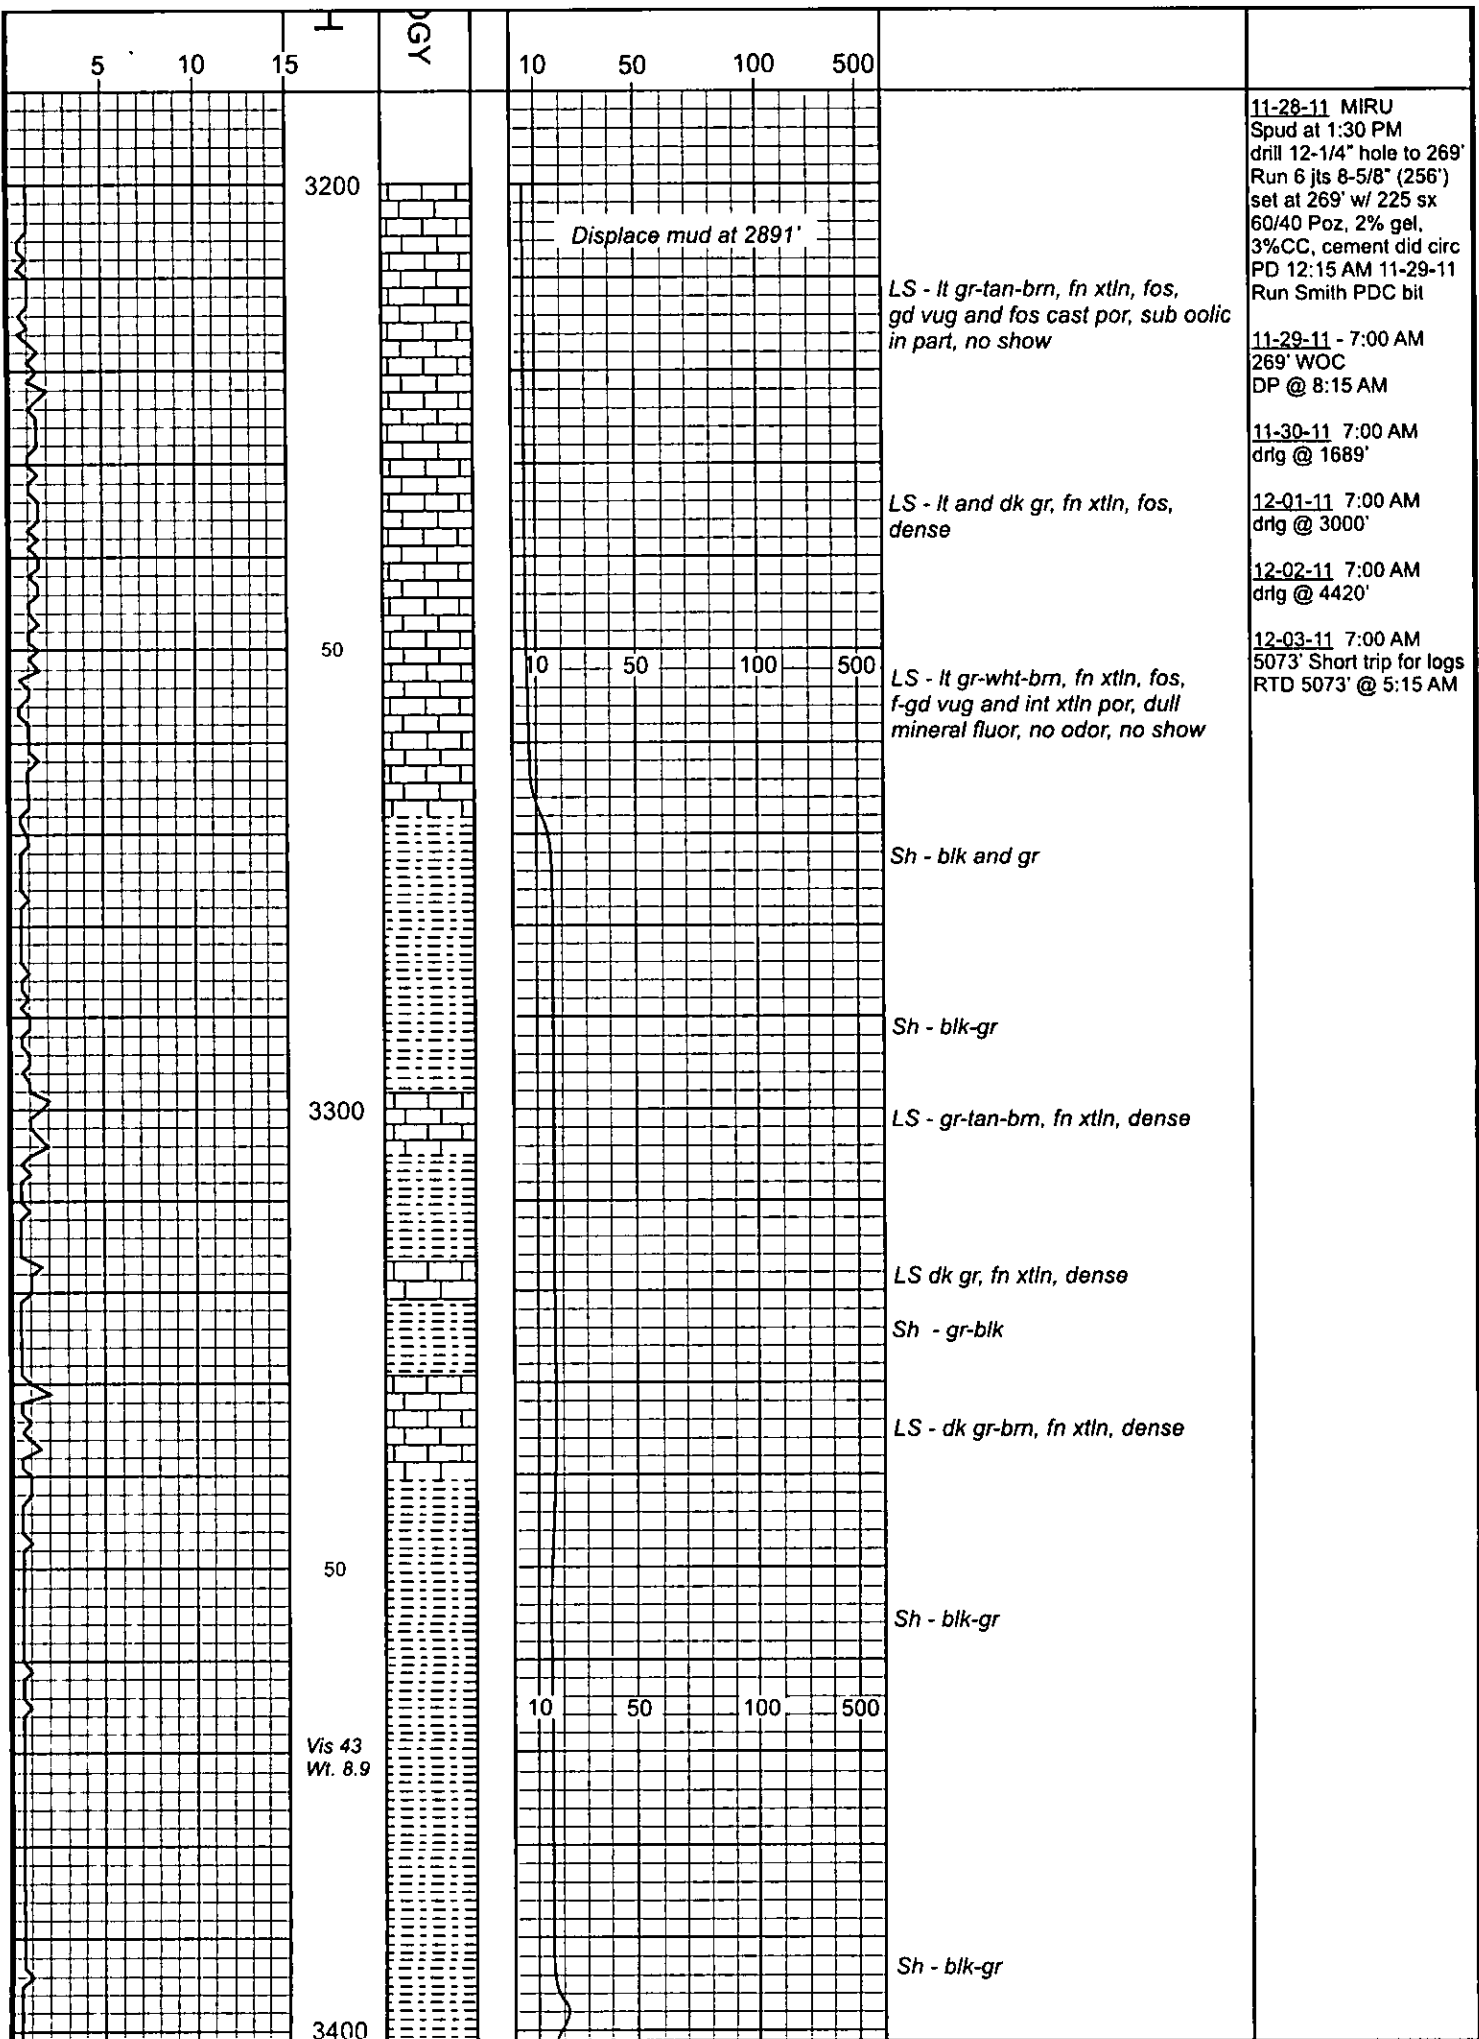 H
OGY
5 10 15
10 50 100 500
3200
Displace mud at 2891'
LS - lt gr-tan-brn, fn xtln, fos,
gd vug and fos cast por, sub oolic
in part, no show
LS - lt and dk gr, fn xtln, fos,
dense
50
10 50 100 500
LS - lt gr-wht-brn, fn xtln, fos,
f-gd vug and int xtln por, dull
mineral fluor, no odor, no show
Sh - blk and gr
Sh - blk-gr
3300
LS - gr-tan-brn, fn xtln, dense
LS dk gr, fn xtln, dense
Sh - gr-blk
LS - dk gr-brn, fn xtln, dense
50
Sh - blk-gr
10 50 100 500
Vis 43
Wt. 8.9
Sh - blk-gr
3400
11-28-11 MIRU
Spud at 1:30 PM
drill 12-1/4" hole to 269'
Run 6 jts 8-5/8" (256')
set at 269' w/ 225 sx
60/40 Poz, 2% gel,
3%CC, cement did circ
PD 12:15 AM 11-29-11
Run Smith PDC bit
11-29-11 - 7:00 AM
269' WOC
DP @ 8:15 AM
11-30-11 7:00 AM
drlg @ 1689'
12-01-11 7:00 AM
drlg @ 3000'
12-02-11 7:00 AM
drlg @ 4420'
12-03-11 7:00 AM
5073' Short trip for logs
RTD 5073' @ 5:15 AM